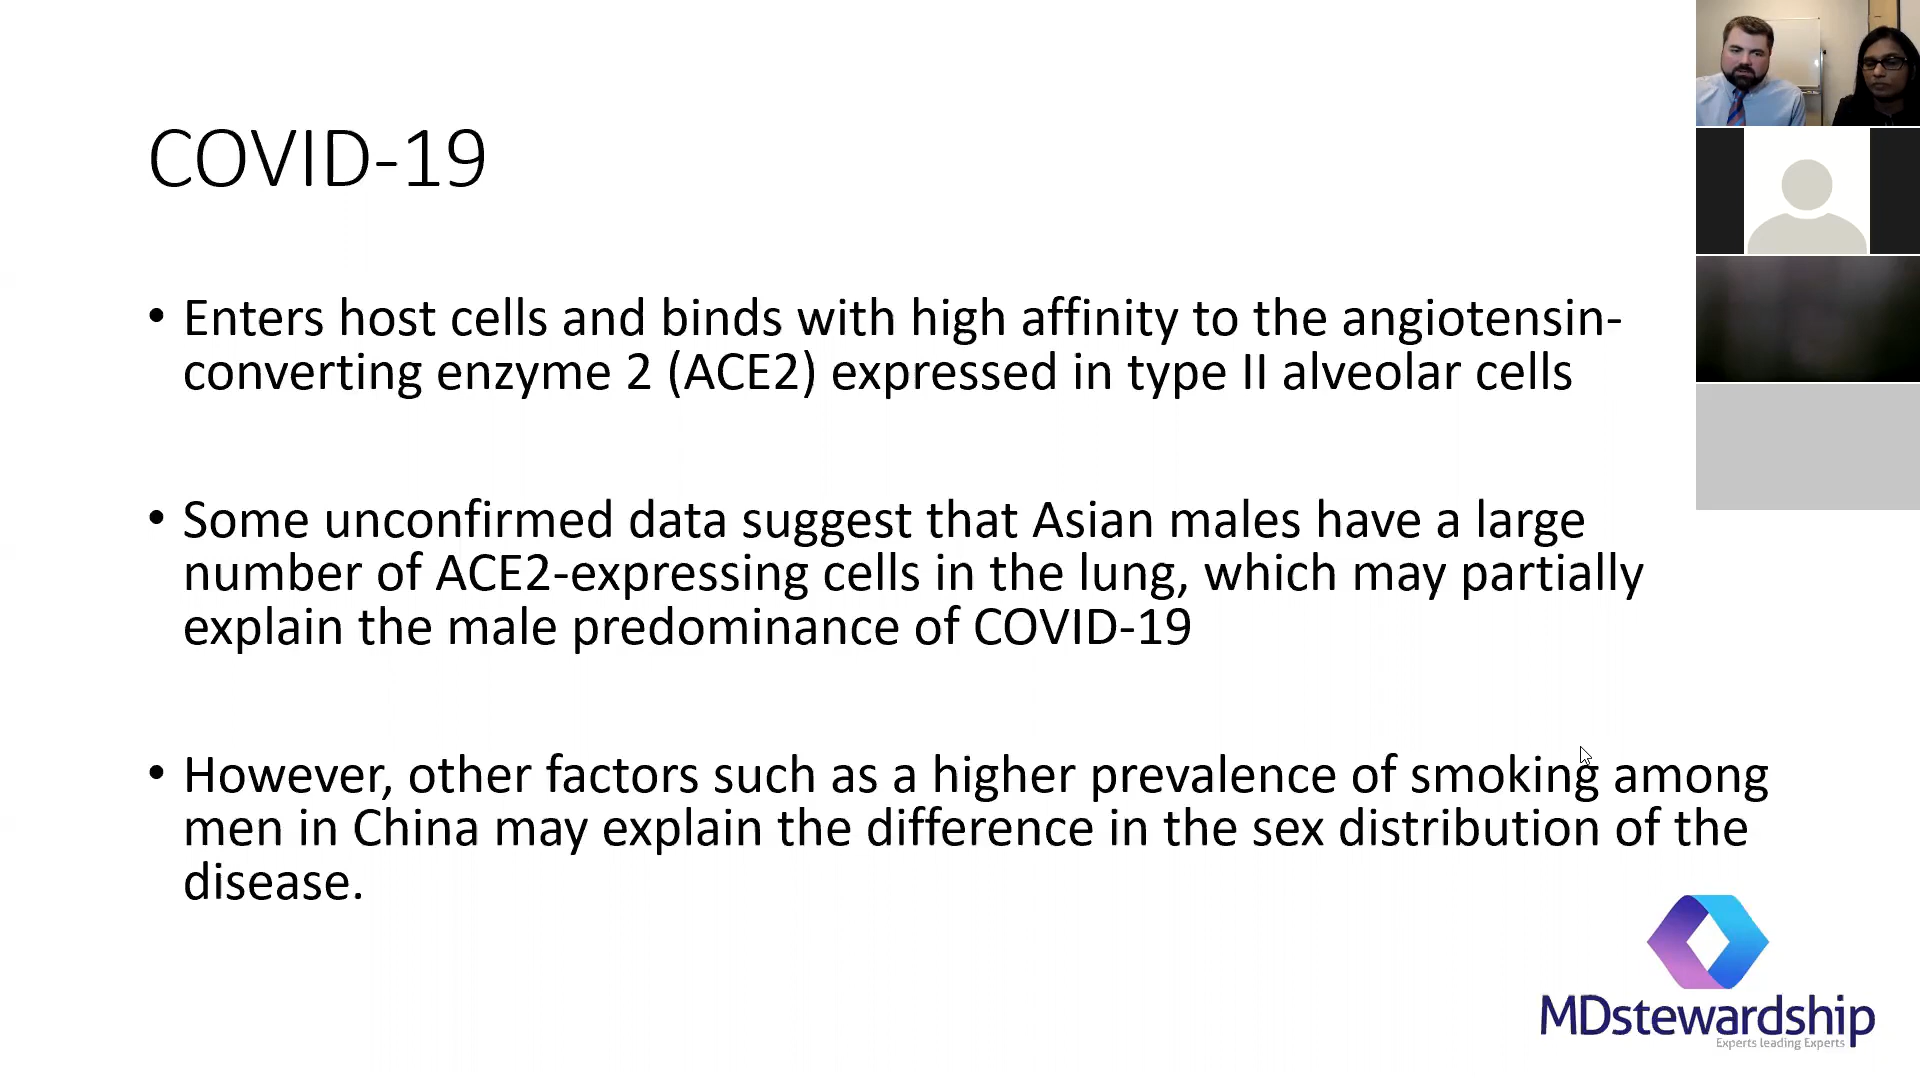 COVID-19
• Enters host cells and binds with high affinity to the angiotensin-
converting enzyme 2 (ACE2) expressed in type II alveolar cells
• Some unconfirmed data suggest that Asian males have a large
number of ACE2-expressing cells in the lung, which may partially
explain the male predominance of COVID-19
• However, other factors such as a higher prevalence of smoking among
men in China may explain the difference in the sex distribution of the
disease.
MDstewardship
Experts leading Experts